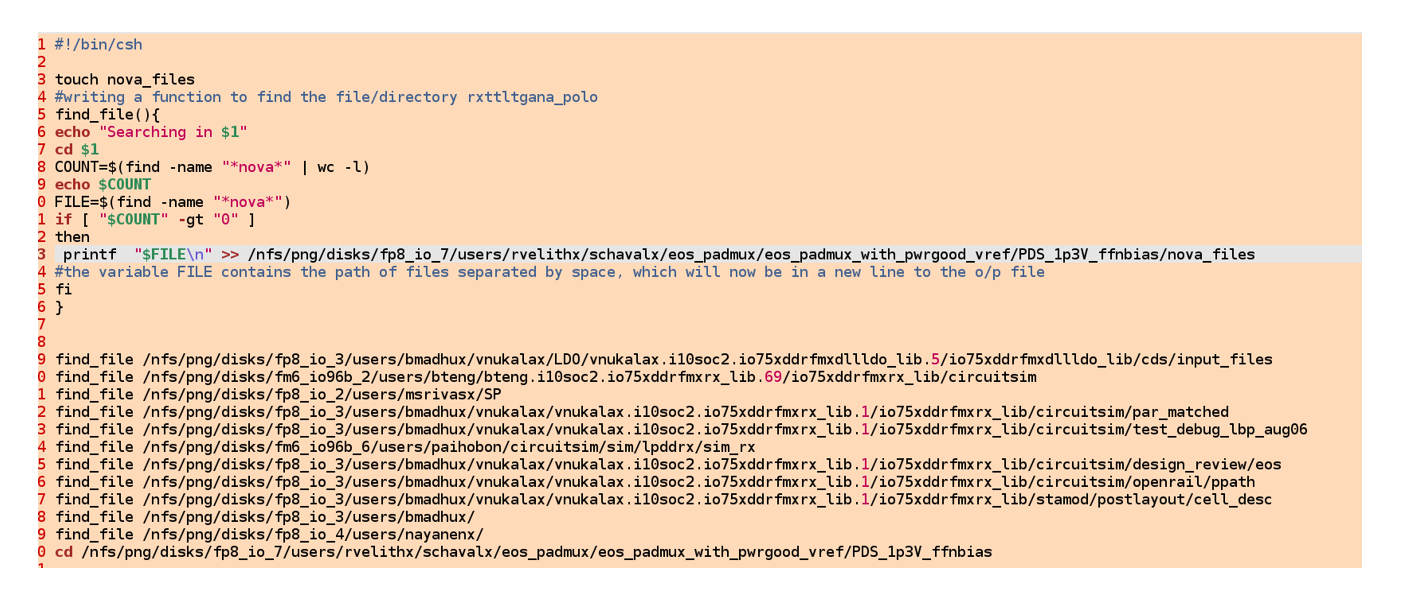 1 #!/bin/csh
2
3 touch nova_files
4 #writing a function to find the file/directory rxttltgana_polo
5 find_file(){
6 echo "Searching in $1"
7 cd $1
8 COUNT=$(find -name "*nova*" | wc -l)
9 echo $COUNT
0 FILE=$(find -name "*nova*")
1 if [ "$COUNT" -gt "0" ]
2 then
3  printf  "$FILE\n" >> /nfs/png/disks/fp8_io_7/users/rvelithx/schavalx/eos_padmux/eos_padmux_with_pwrgood_vref/PDS_1p3V_ffnbias/nova_files
4 #the variable FILE contains the path of files separated by space, which will now be in a new line to the o/p file
5 fi
6 }
7
8
9 find_file /nfs/png/disks/fp8_io_3/users/bmadhux/vnukalax/LDO/vnukalax.i10soc2.io75xddrfmxdllldo_lib.5/io75xddrfmxdllldo_lib/cds/input_files
0 find_file /nfs/png/disks/fm6_io96b_2/users/bteng/bteng.i10soc2.io75xddrfmxrx_lib.69/io75xddrfmxrx_lib/circuitsim
1 find_file /nfs/png/disks/fp8_io_2/users/msrivasx/SP
2 find_file /nfs/png/disks/fp8_io_3/users/bmadhux/vnukalax/vnukalax.i10soc2.io75xddrfmxrx_lib.1/io75xddrfmxrx_lib/circuitsim/par_matched
3 find_file /nfs/png/disks/fp8_io_3/users/bmadhux/vnukalax/vnukalax.i10soc2.io75xddrfmxrx_lib.1/io75xddrfmxrx_lib/circuitsim/test_debug_lbp_aug06
4 find_file /nfs/png/disks/fm6_io96b_6/users/paihobon/circuitsim/sim/lpddrx/sim_rx
5 find_file /nfs/png/disks/fp8_io_3/users/bmadhux/vnukalax/vnukalax.i10soc2.io75xddrfmxrx_lib.1/io75xddrfmxrx_lib/circuitsim/design_review/eos
6 find_file /nfs/png/disks/fp8_io_3/users/bmadhux/vnukalax/vnukalax.i10soc2.io75xddrfmxrx_lib.1/io75xddrfmxrx_lib/circuitsim/openrail/ppath
7 find_file /nfs/png/disks/fp8_io_3/users/bmadhux/vnukalax/vnukalax.i10soc2.io75xddrfmxrx_lib.1/io75xddrfmxrx_lib/stamod/postlayout/cell_desc
8 find_file /nfs/png/disks/fp8_io_3/users/bmadhux/
9 find_file /nfs/png/disks/fp8_io_4/users/nayanenx/
0 cd /nfs/png/disks/fp8_io_7/users/rvelithx/schavalx/eos_padmux/eos_padmux_with_pwrgood_vref/PDS_1p3V_ffnbias